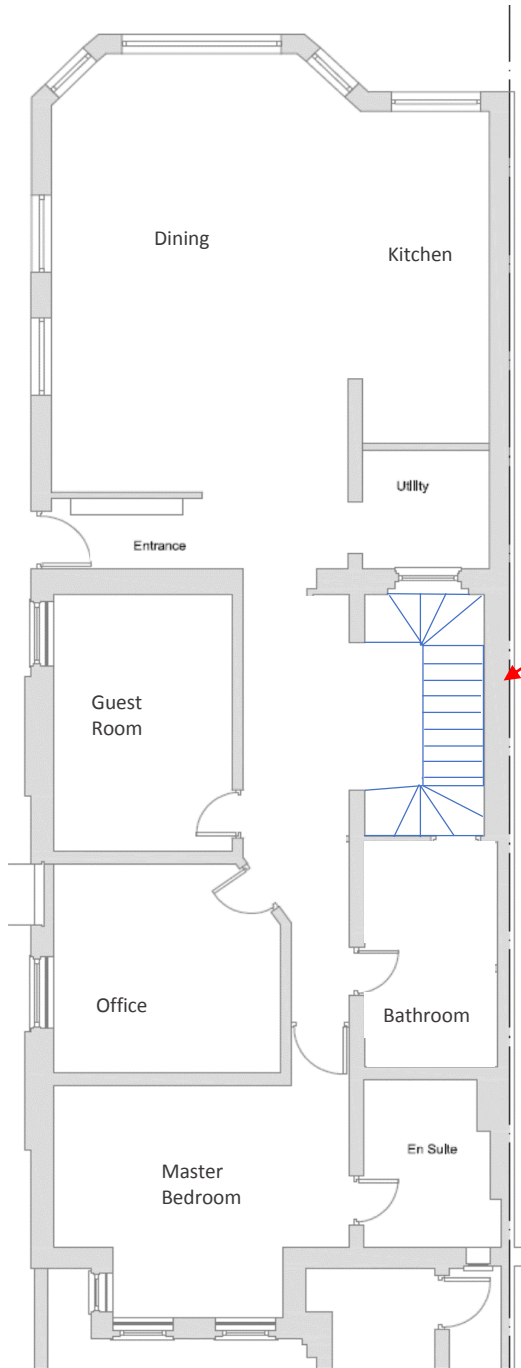 Dining
Kitchen
Utility
Entrance
Guest
Room
Office
Bathroom
En Suite
Master
Bedroom